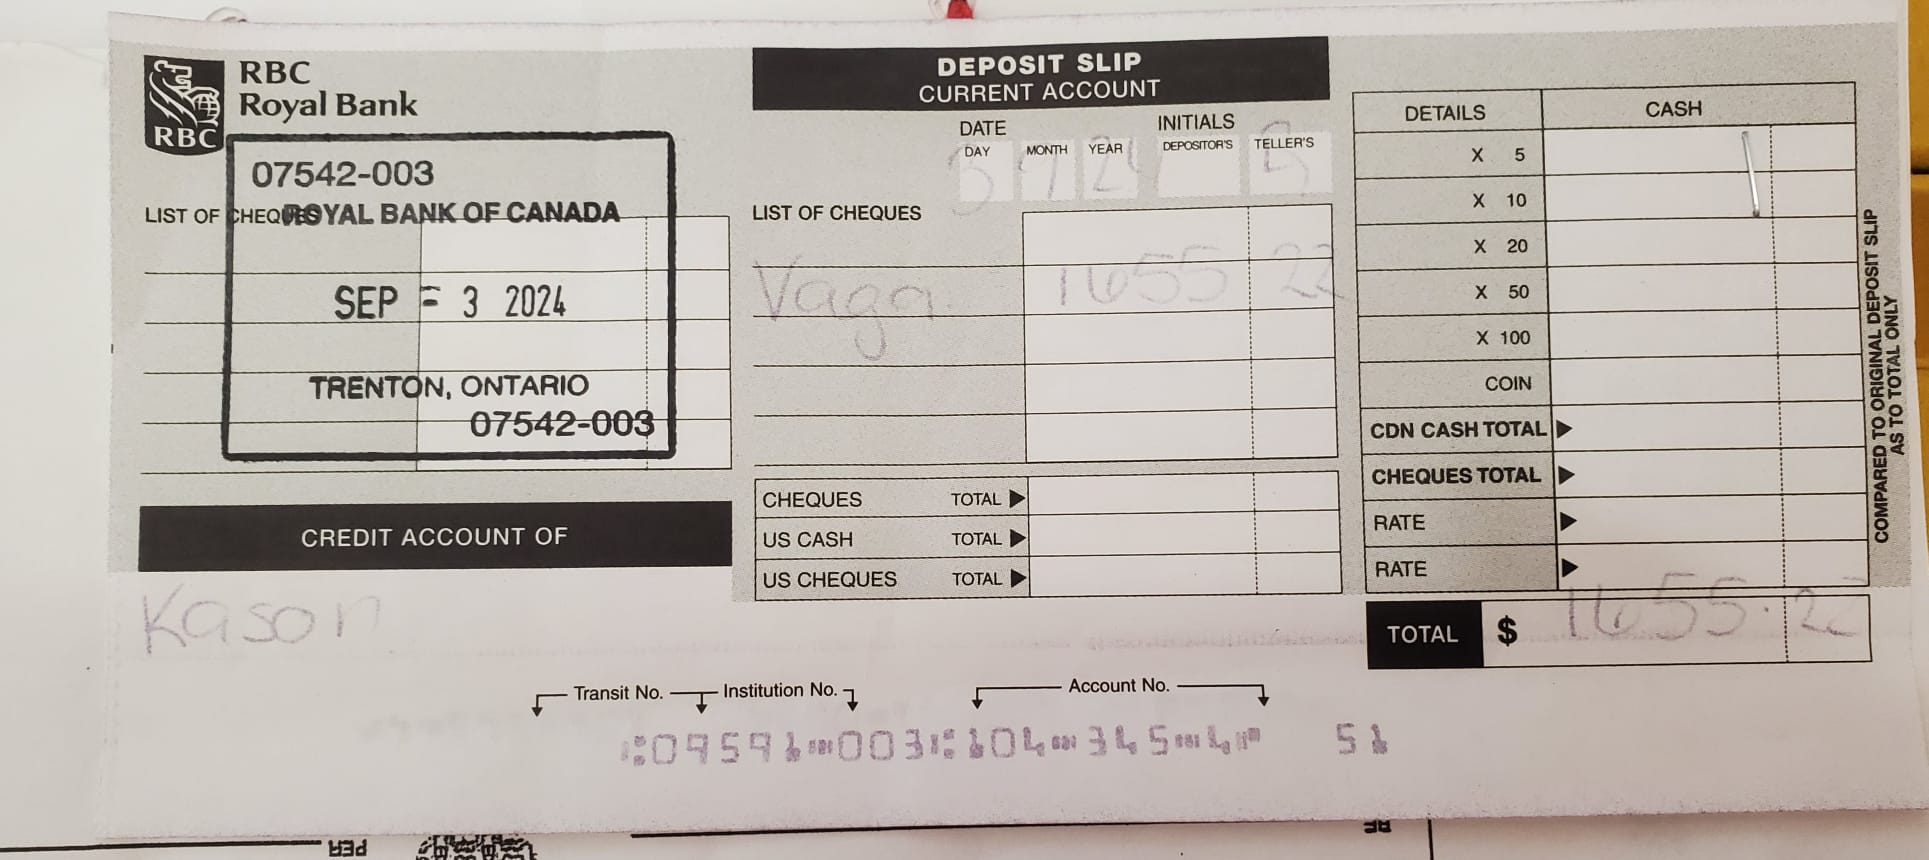 RBC
Royal Bank
RBC
07542-003
LIST OF CHEQUES
ROYAL BANK OF CANADA
SEP - 3 2024
TRENTON, ONTARIO
07542-003
CREDIT ACCOUNT OF
Kason
DEPOSIT SLIP
CURRENT ACCOUNT
DATE
INITIALS
DAY MONTH YEAR DEPOSITOR'S TELLER'S
3 9 24
LIST OF CHEQUES
Vaga 1655 22
CHEQUES TOTAL
US CASH TOTAL
US CHEQUES TOTAL
DETAILS CASH
X 5
X 10
X 20
X 50
X 100
COIN
CDN CASH TOTAL
CHEQUES TOTAL
RATE
RATE
TOTAL $ 1655.22
COMPARED TO ORIGINAL DEPOSIT SLIP
AS TO TOTAL ONLY
Transit No. Institution No. Account No.
⑆09591⑉003⑆104⑉345⑉4⑈ 51
PER